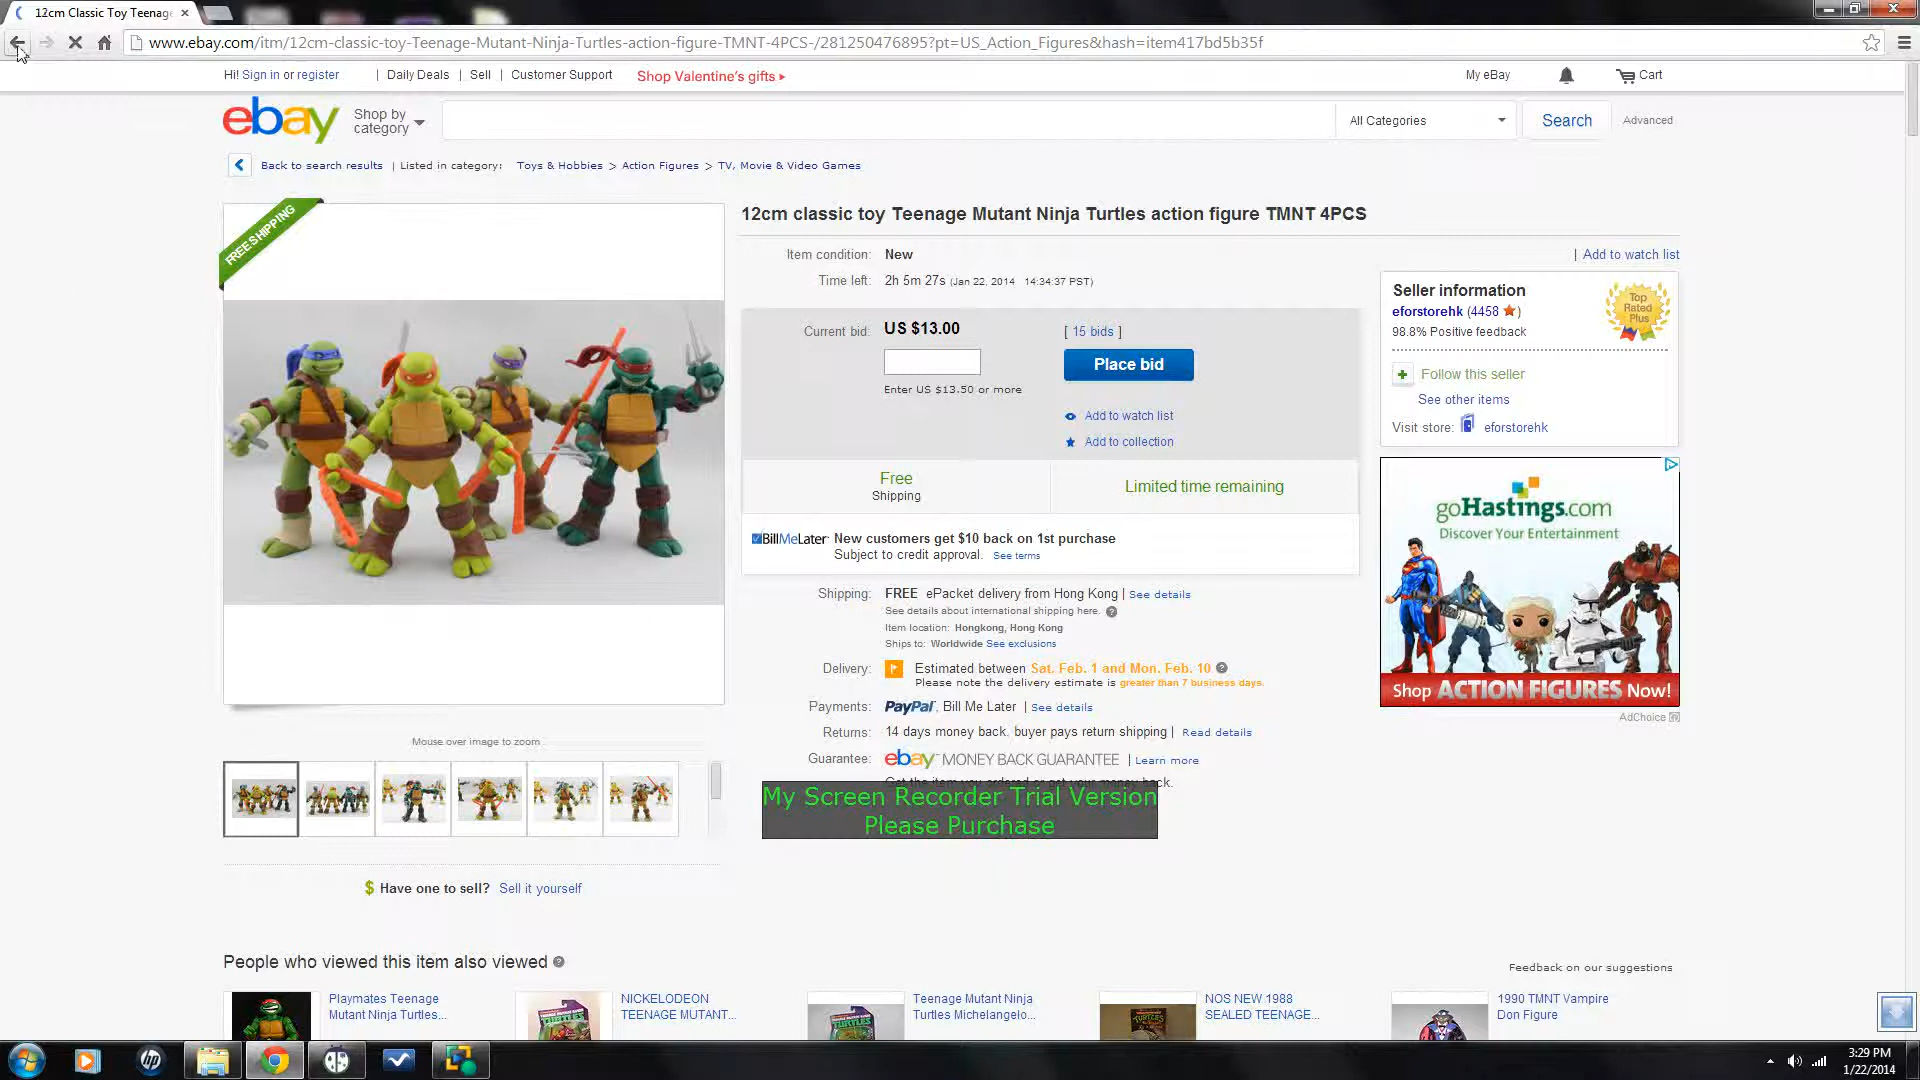 12cm Classic Toy Teenag
www.ebay.com/itm/12cm-classic-toy-Teenage-Mutant-Ninja-Turtles-action-figure-TMNT-4PCS-/281250476895?pt=US_Action_Figures&hash=item417bd5b35f
Hi! Sign in or register | Daily Deals | Sell | Customer Support Shop Valentine's gifts
My eBay Cart
ebay Shop by category All Categories Search Advanced
Back to search results | Listed in category: Toys & Hobbies > Action Figures > TV, Movie & Video Games
FREE SHIPPING
12cm classic toy Teenage Mutant Ninja Turtles action figure TMNT 4PCS
Item condition: New
| Add to watch list
Time left: 2h 5m 27s (Jan 22, 2014 14:34:37 PST)
Current bid: US $13.00 [ 15 bids ]
Place bid
Enter US $13.50 or more
Add to watch list
Add to collection
Free
Shipping
Limited time remaining
BillMeLater New customers get $10 back on 1st purchase
Subject to credit approval. See terms
Shipping: FREE ePacket delivery from Hong Kong | See details
See details about international shipping here.
Item location: Hongkong, Hong Kong
Ships to: Worldwide See exclusions
Delivery: Estimated between Sat. Feb. 1 and Mon. Feb. 10
Please note the delivery estimate is greater than 7 business days.
Payments: PayPal, Bill Me Later | See details
Returns: 14 days money back, buyer pays return shipping | Read details
Guarantee: ebay MONEY BACK GUARANTEE | Learn more
Get the item you ordered or get your money back.
My Screen Recorder Trial Version
Please Purchase
Seller information
eforstorehk (4458 )
98.8% Positive feedback
Top
Rated
Plus
Follow this seller
See other items
Visit store: eforstorehk
goHastings.com
Discover Your Entertainment
Shop ACTION FIGURES Now!
AdChoice
Mouse over image to zoom
$ Have one to sell? Sell it yourself
People who viewed this item also viewed
Feedback on our suggestions
Playmates Teenage
Mutant Ninja Turtles...
NICKELODEON
TEENAGE MUTANT...
Teenage Mutant Ninja
Turtles Michelangelo...
NOS NEW 1988
SEALED TEENAGE...
1990 TMNT Vampire
Don Figure
hp
3:29 PM
1/22/2014